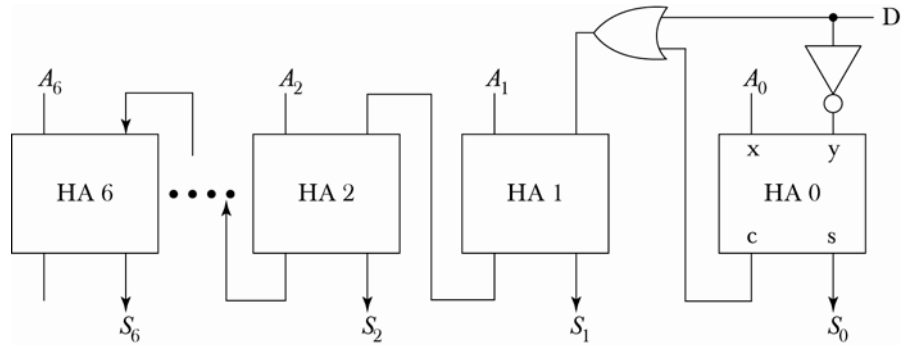 D
A6 A2 A1 A0
x y
HA 6 HA 2 HA 1 HA 0
c s
S6 S2 S1 S0